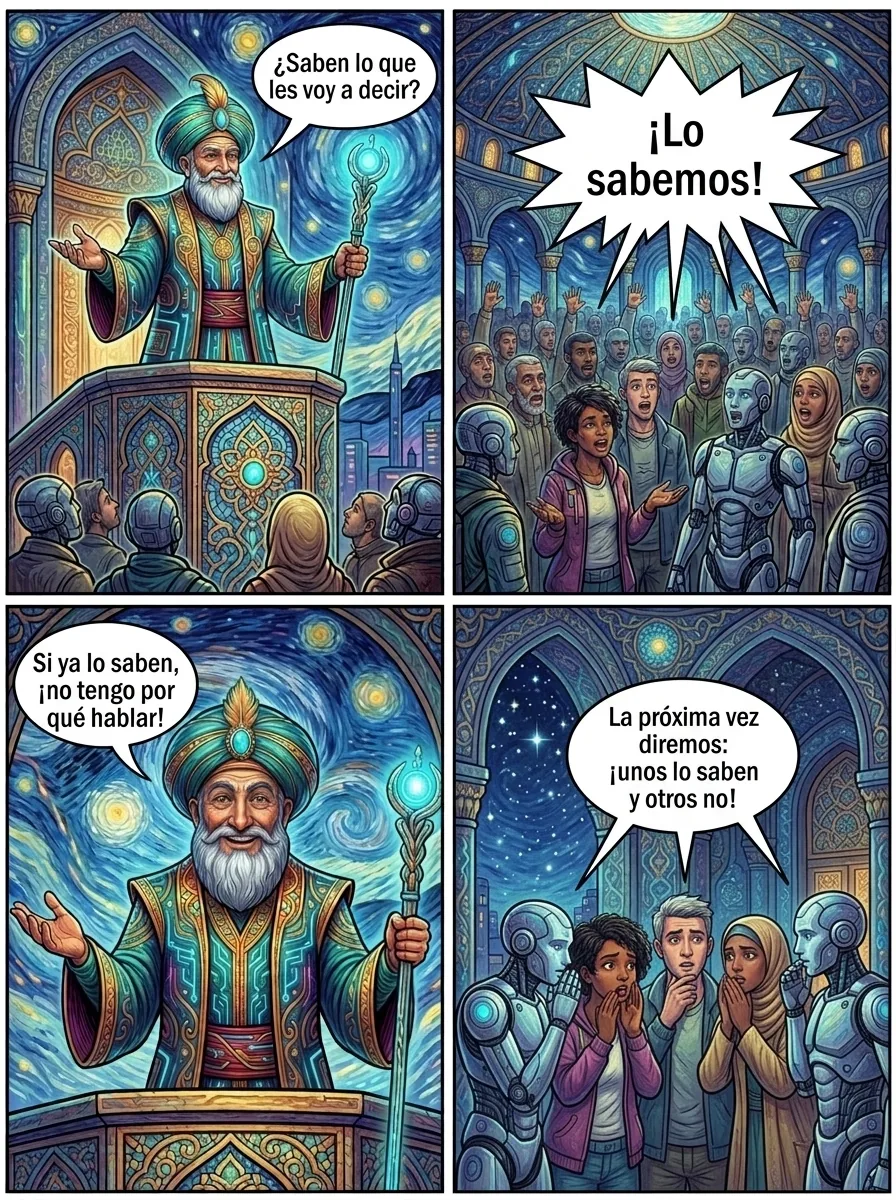 ¿Saben lo que
les voy a decir?
¡Lo
sabemos!
Si ya lo saben,
¡no tengo por
qué hablar!
La próxima vez
diremos:
¡unos lo saben
y otros no!